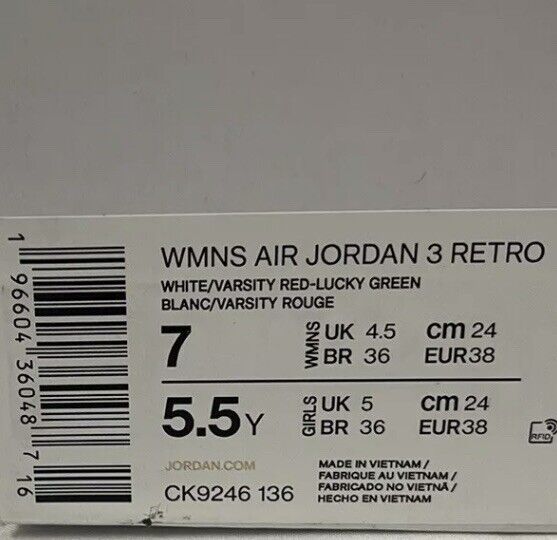 WMNS AIR JORDAN 3 RETRO
WHITE/VARSITY RED-LUCKY GREEN
BLANC/VARSITY ROUGE
7 WMNS UK 4.5 cm 24
BR 36 EUR38
5.5Y GIRLS UK 5 cm 24
BR 36 EUR38
RFID
JORDAN.COM
CK9246 136
MADE IN VIETNAM /
FABRIQUE AU VIETNAM /
FABRICADO NO VIETNÃ /
HECHO EN VIETNAM
1 96604 36048 7 16